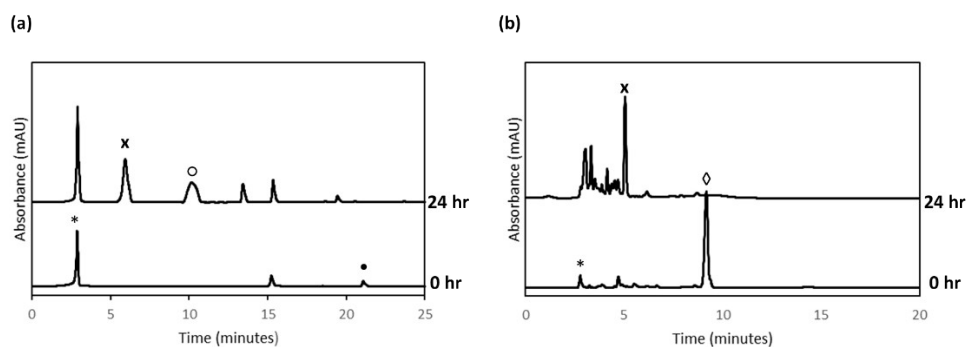 (a)
Absorbance (mAU)
x
○
24 hr
*
•
0 hr
0 5 10 15 20 25
Time (minutes)
(b)
Absorbance (mAU)
x
◊
24 hr
*
0 hr
0 5 10 15 20
Time (minutes)